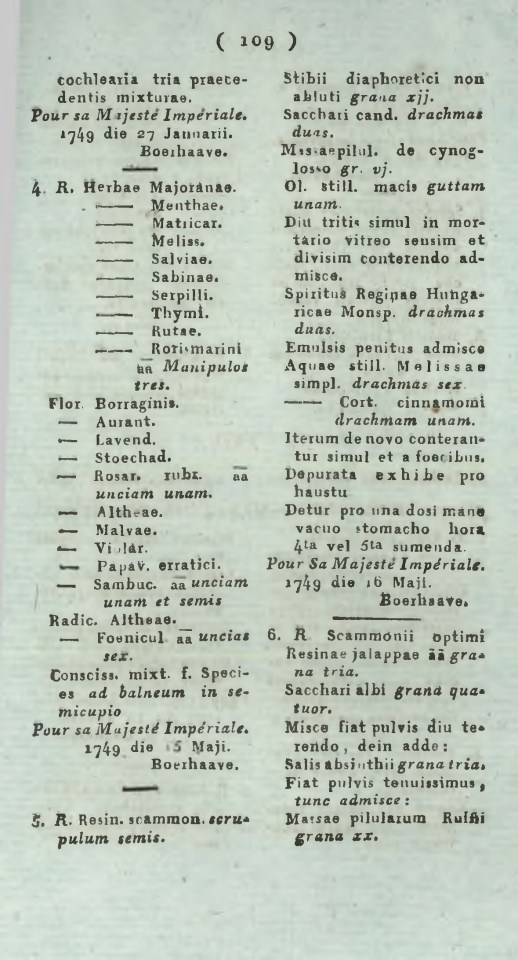 ( 109 )
cochlearia tria praece-
dentis mixturae.
Pour sa Majesté Impériale.
1749 die 27 Januarii.
Boerhaave.
4. R. Herbae Majoranae.
— Menthae.
— Matricar.
— Meliss.
— Salviae.
— Sabinae.
— Serpilli.
— Thymi.
— Rutae.
— Rorismarini
āā Manipulos
tres.
Flor. Borraginis.
— Aurant.
— Lavend.
— Stoechad.
— Rosar. rubr. āā
unciam unam.
— Altheae.
— Malvae.
— Violar.
— Papav. erratici.
— Sambuc. āā unciam
unam et semis
Radic. Altheae.
— Foenicul āā uncias
sex.
Consciss. mixt. f. Speci-
es ad balneum in se-
micupio
Pour sa Majesté Impériale.
1749 die 5 Maji.
Boerhaave.
5. R. Resin. scammon. scru-
pulum semis.
Stibii diaphoretici non
abluti grana xjj.
Sacchari cand. drachmas
duas.
Massaepilul. de cynog-
losso gr. vj.
Ol. still. macis guttam
unam.
Diu tritis simul in mor-
tario vitreo sensim et
divisim conterendo ad-
misce.
Spiritus Reginae Hunga-
ricae Monsp. drachmas
duas.
Emulsis penitus admisce
Aquae still. Melissae
simpl. drachmas sex
— Cort. cinnamomi
drachmam unam.
Iterum de novo conteran-
tur simul et a foecibus.
Depurata exhibe pro
haustu
Detur pro una dosi mane
vacuo stomacho hora
4ta vel 5ta sumenda.
Pour Sa Majesté Impériale.
1749 die 16 Maji.
Boerhaave.
6. R Scammonii optimi
Resinae jalappae āā gra-
na tria.
Sacchari albi grana qua-
tuor.
Misce fiat pulvis diu te-
rendo, dein adde:
Salis absinthii grana tria.
Fiat pulvis tenuissimus,
tunc admisce:
Massae pilularum Ruffii
grana xx.